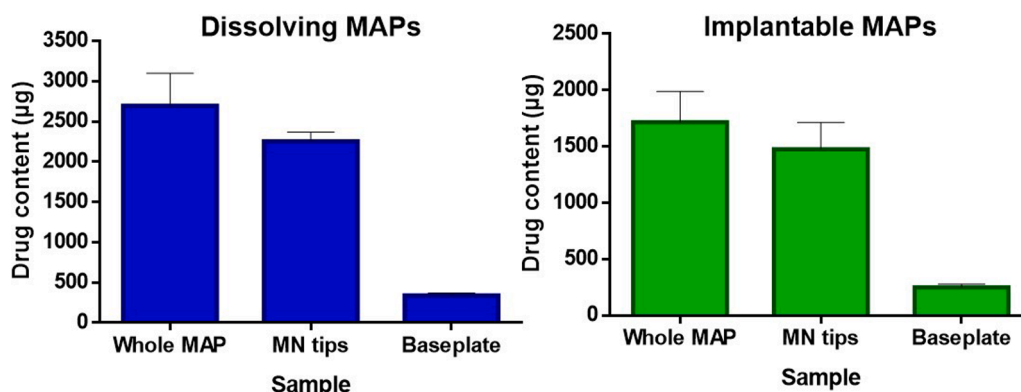 Dissolving MAPs
Drug content (µg)
3500
3000
2500
2000
1500
1000
500
0
Whole MAP MN tips Baseplate
Sample
Implantable MAPs
Drug content (µg)
2500
2000
1500
1000
500
0
Whole MAP MN tips Baseplate
Sample